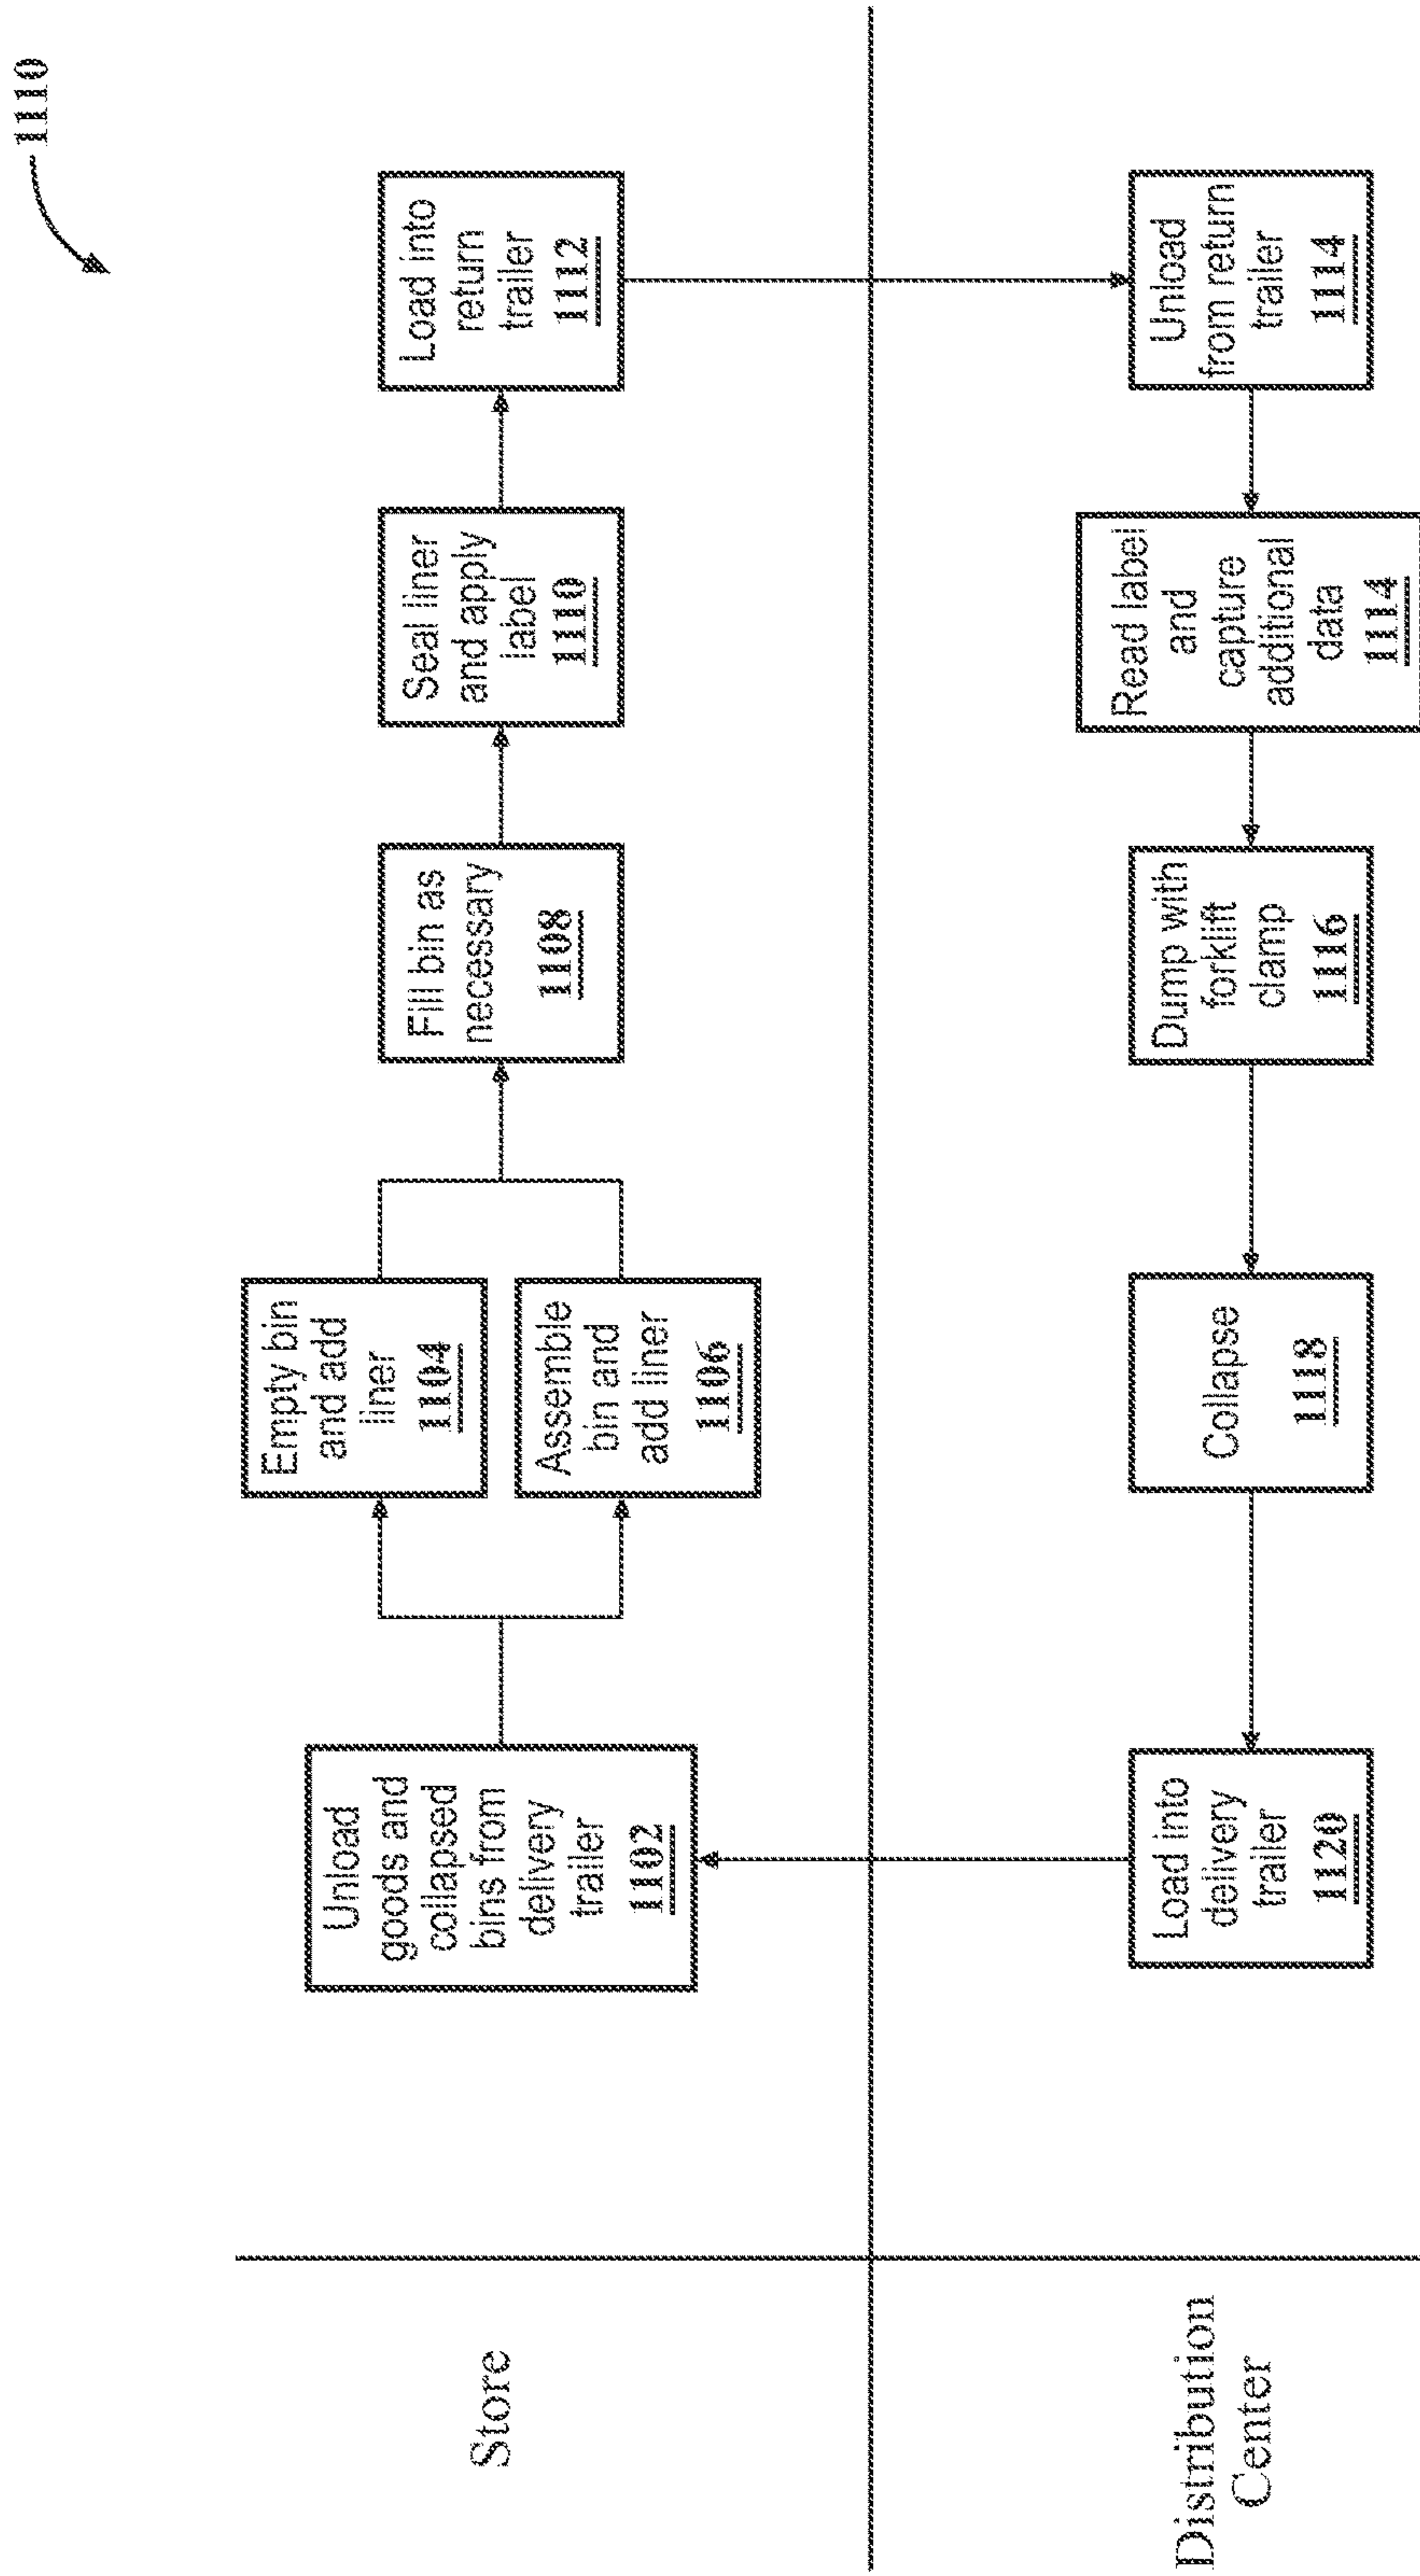 1110
Store
Unload
goods and
collapsed
bins from
delivery
trailer
1102
Empty bin
and add
liner
1104
Assemble
bin and
add liner
1106
Fill bin as
necessary
1108
Seal liner
and apply
label
1110
Load into
return
trailer
1112
Distribution
Center
Load into
delivery
trailer
1120
Collapse
1118
Dump with
forklift
clamp
1116
Read label
and
capture
additional
data
1114
Unload
from return
trailer
1114